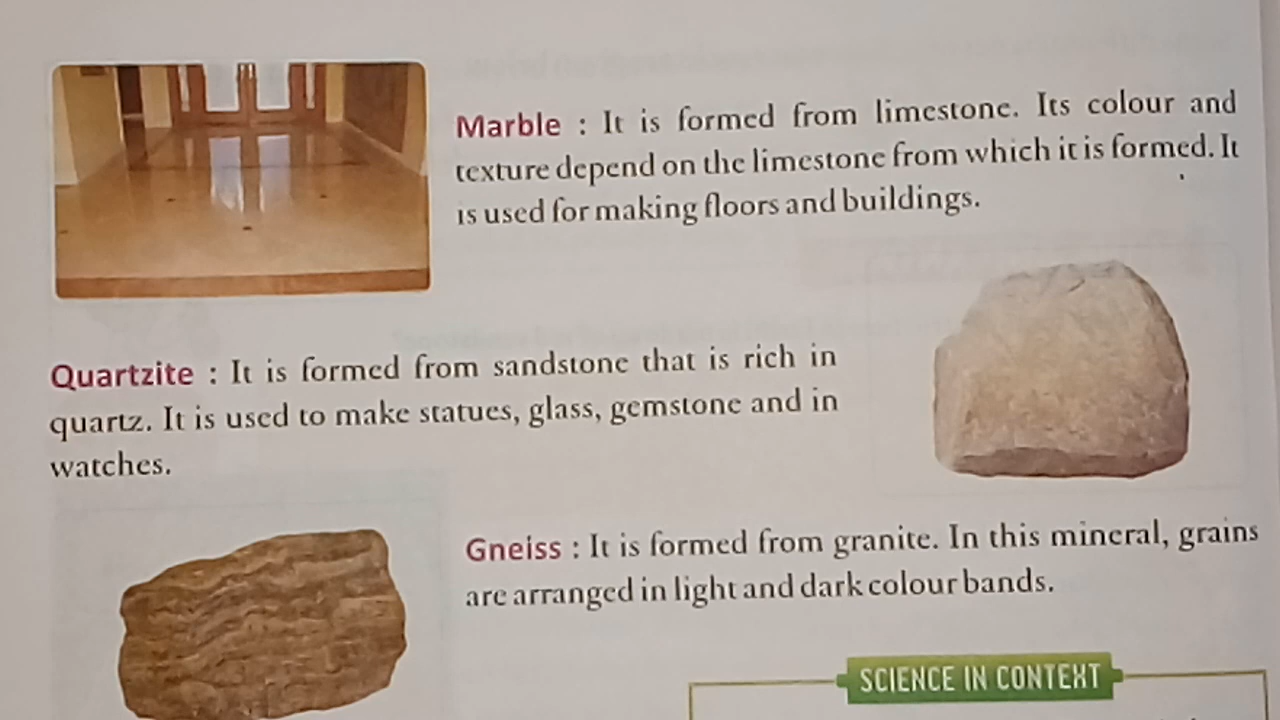 Marble : It is formed from limestone. Its colour and
texture depend on the limestone from which it is formed. It
is used for making floors and buildings.
Quartzite : It is formed from sandstone that is rich in
quartz. It is used to make statues, glass, gemstone and in
watches.
Gneiss : It is formed from granite. In this mineral, grains
are arranged in light and dark colour bands.
SCIENCE IN CONTEXT